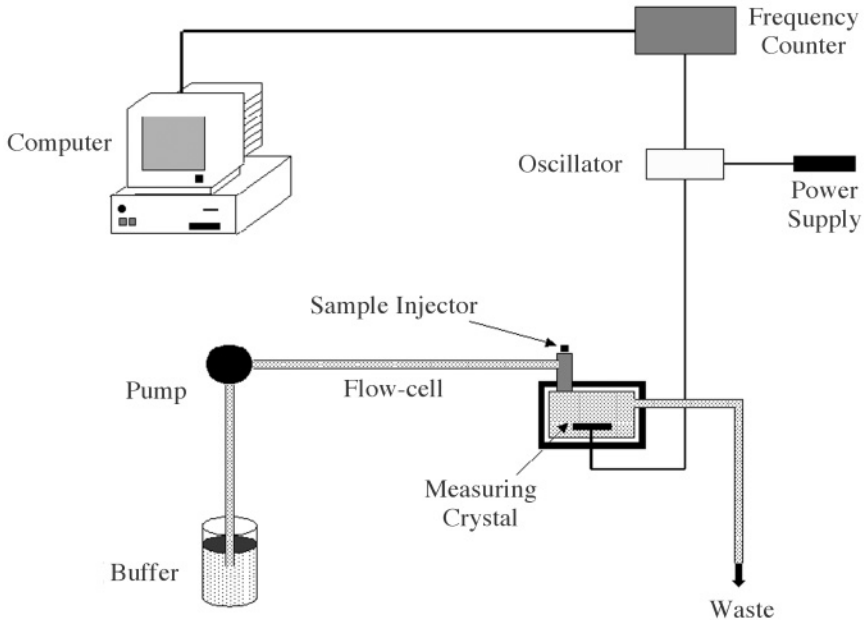 Frequency
Counter
Computer
Oscillator
Power
Supply
Sample Injector
Pump
Flow-cell
Measuring
Crystal
Buffer
Waste